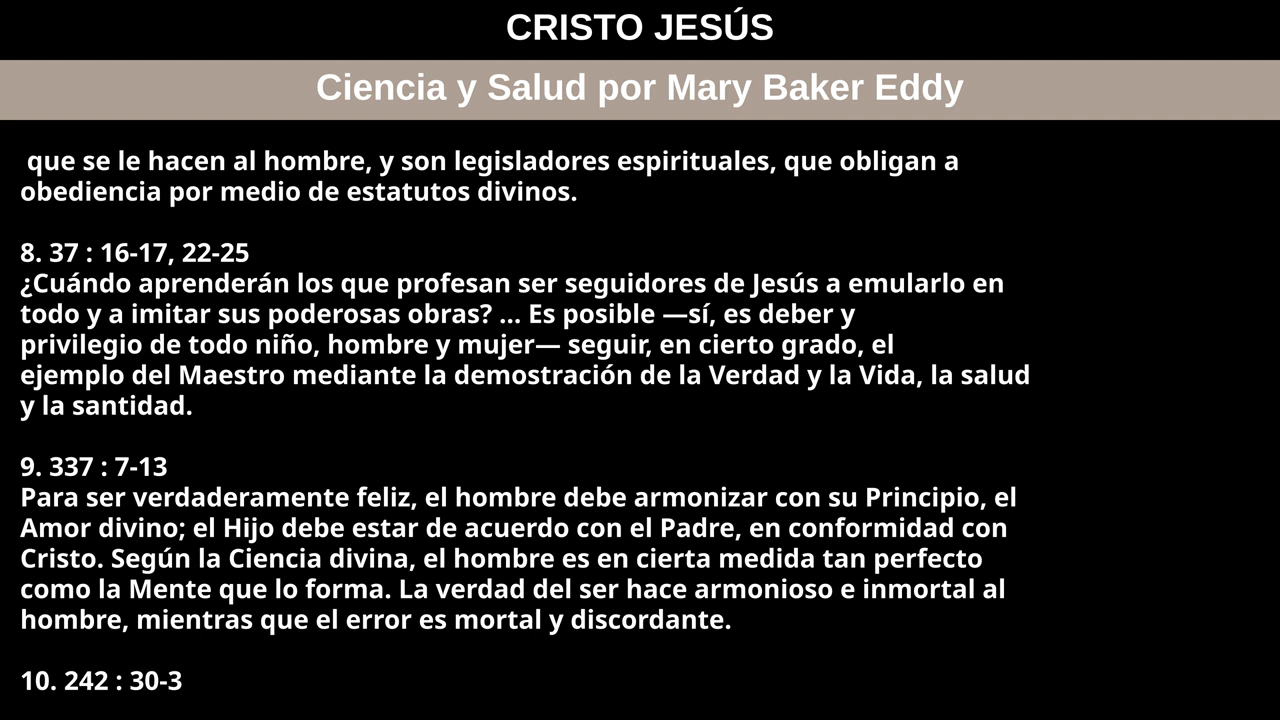 CRISTO JESÚS
Ciencia y Salud por Mary Baker Eddy
que se le hacen al hombre, y son legisladores espirituales, que obligan a
obediencia por medio de estatutos divinos.
8. 37 : 16-17, 22-25
¿Cuándo aprenderán los que profesan ser seguidores de Jesús a emularlo en
todo y a imitar sus poderosas obras? ... Es posible —sí, es deber y
privilegio de todo niño, hombre y mujer— seguir, en cierto grado, el
ejemplo del Maestro mediante la demostración de la Verdad y la Vida, la salud
y la santidad.
9. 337 : 7-13
Para ser verdaderamente feliz, el hombre debe armonizar con su Principio, el
Amor divino; el Hijo debe estar de acuerdo con el Padre, en conformidad con
Cristo. Según la Ciencia divina, el hombre es en cierta medida tan perfecto
como la Mente que lo forma. La verdad del ser hace armonioso e inmortal al
hombre, mientras que el error es mortal y discordante.
10. 242 : 30-3